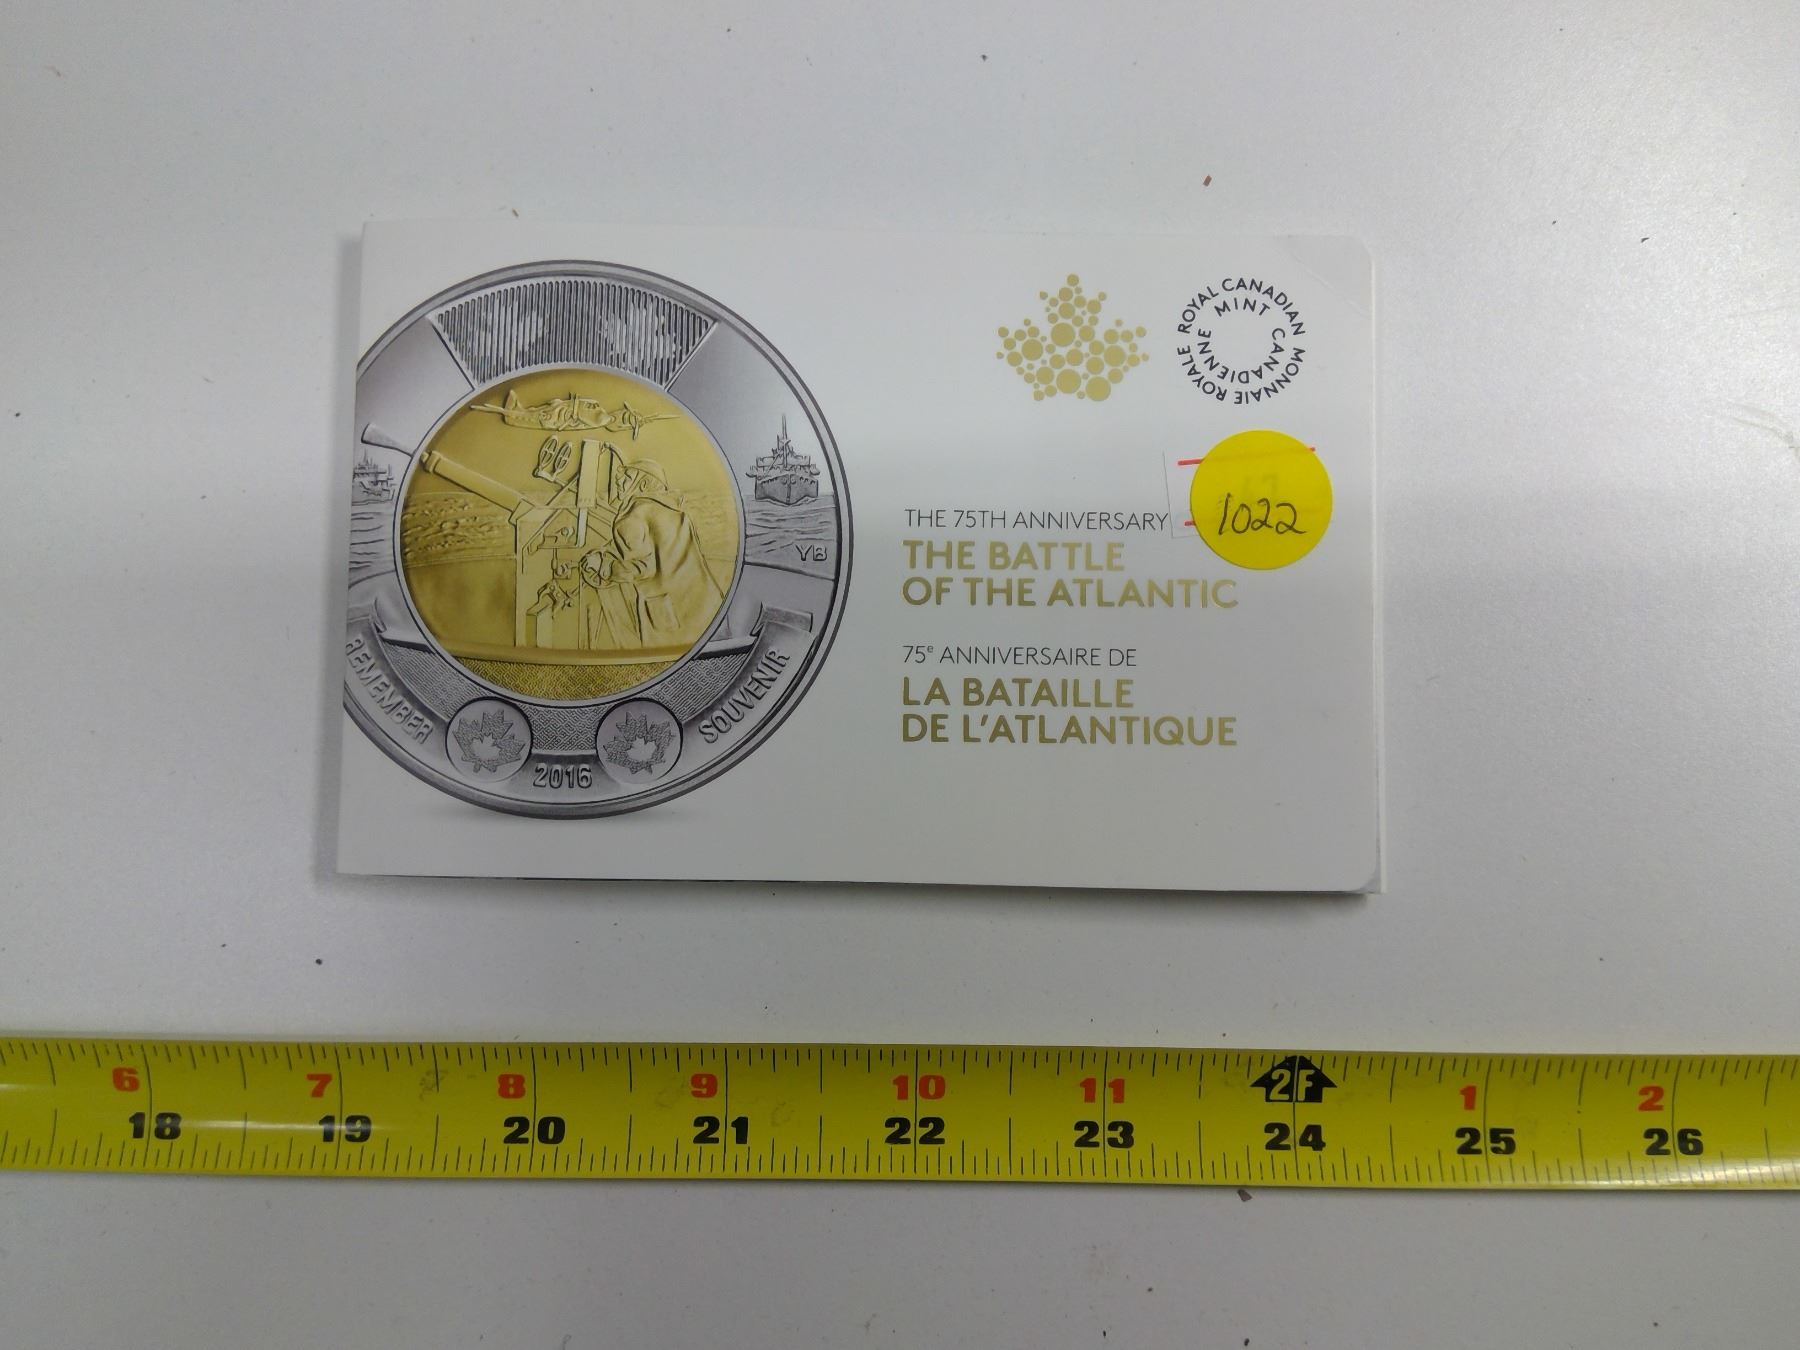 ROYAL CANADIAN MINT
MONNAIE ROYALE CANADIENNE
1022
THE 75TH ANNIVERSARY
THE BATTLE
OF THE ATLANTIC
75e ANNIVERSAIRE DE
LA BATAILLE
DE L'ATLANTIQUE
YB
REMEMBER
2016
SOUVENIR
6 7 8 9 10 11 2F 1 2
18 19 20 21 22 23 24 25 26